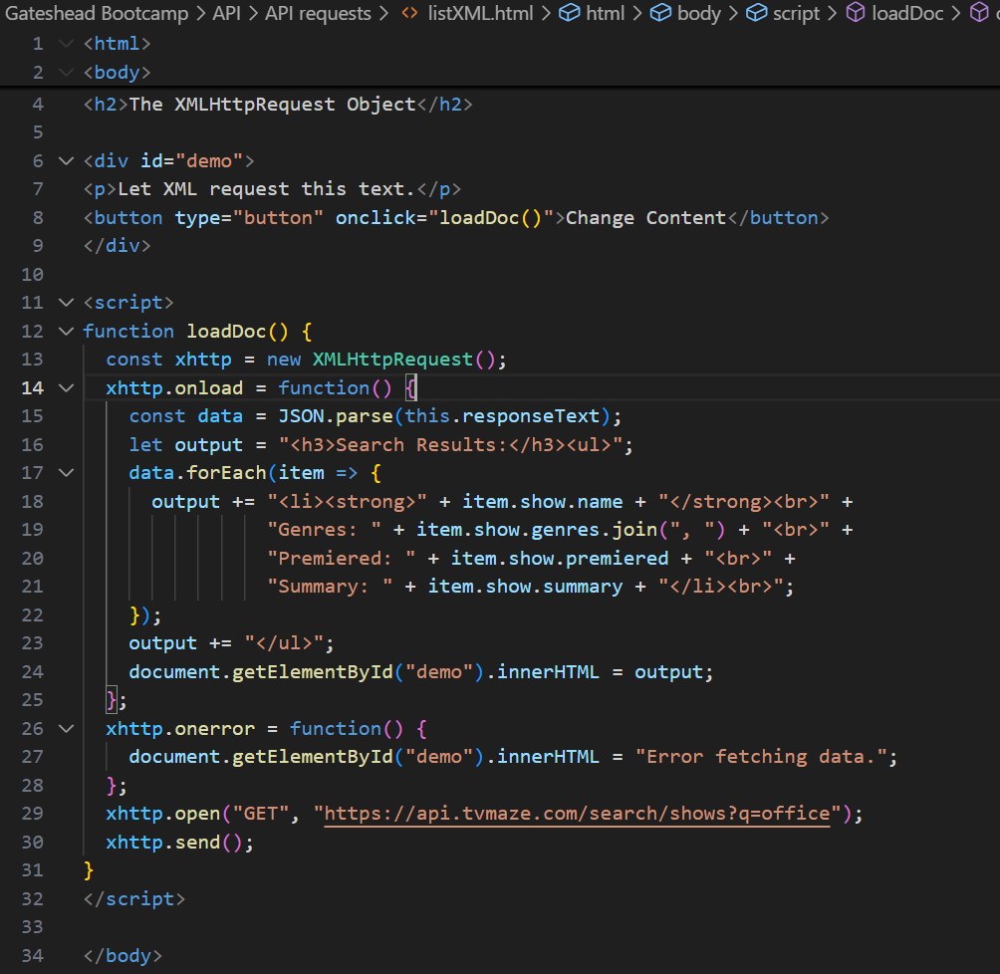 Gateshead Bootcamp > API > API requests > <> listXML.html > html > body > script > loadDoc >
1 <html>
2 <body>
4 <h2>The XMLHttpRequest Object</h2>
5
6 <div id="demo">
7 <p>Let XML request this text.</p>
8 <button type="button" onclick="loadDoc()">Change Content</button>
9 </div>
10
11 <script>
12 function loadDoc() {
13   const xhttp = new XMLHttpRequest();
14   xhttp.onload = function() {
15     const data = JSON.parse(this.responseText);
16     let output = "<h3>Search Results:</h3><ul>";
17     data.forEach(item => {
18       output += "<li><strong>" + item.show.name + "</strong><br>" +
19                 "Genres: " + item.show.genres.join(", ") + "<br>" +
20                 "Premiered: " + item.show.premiered + "<br>" +
21                 "Summary: " + item.show.summary + "</li><br>";
22     });
23     output += "</ul>";
24     document.getElementById("demo").innerHTML = output;
25   };
26   xhttp.onerror = function() {
27     document.getElementById("demo").innerHTML = "Error fetching data.";
28   };
29   xhttp.open("GET", "https://api.tvmaze.com/search/shows?q=office");
30   xhttp.send();
31 }
32 </script>
33
34 </body>